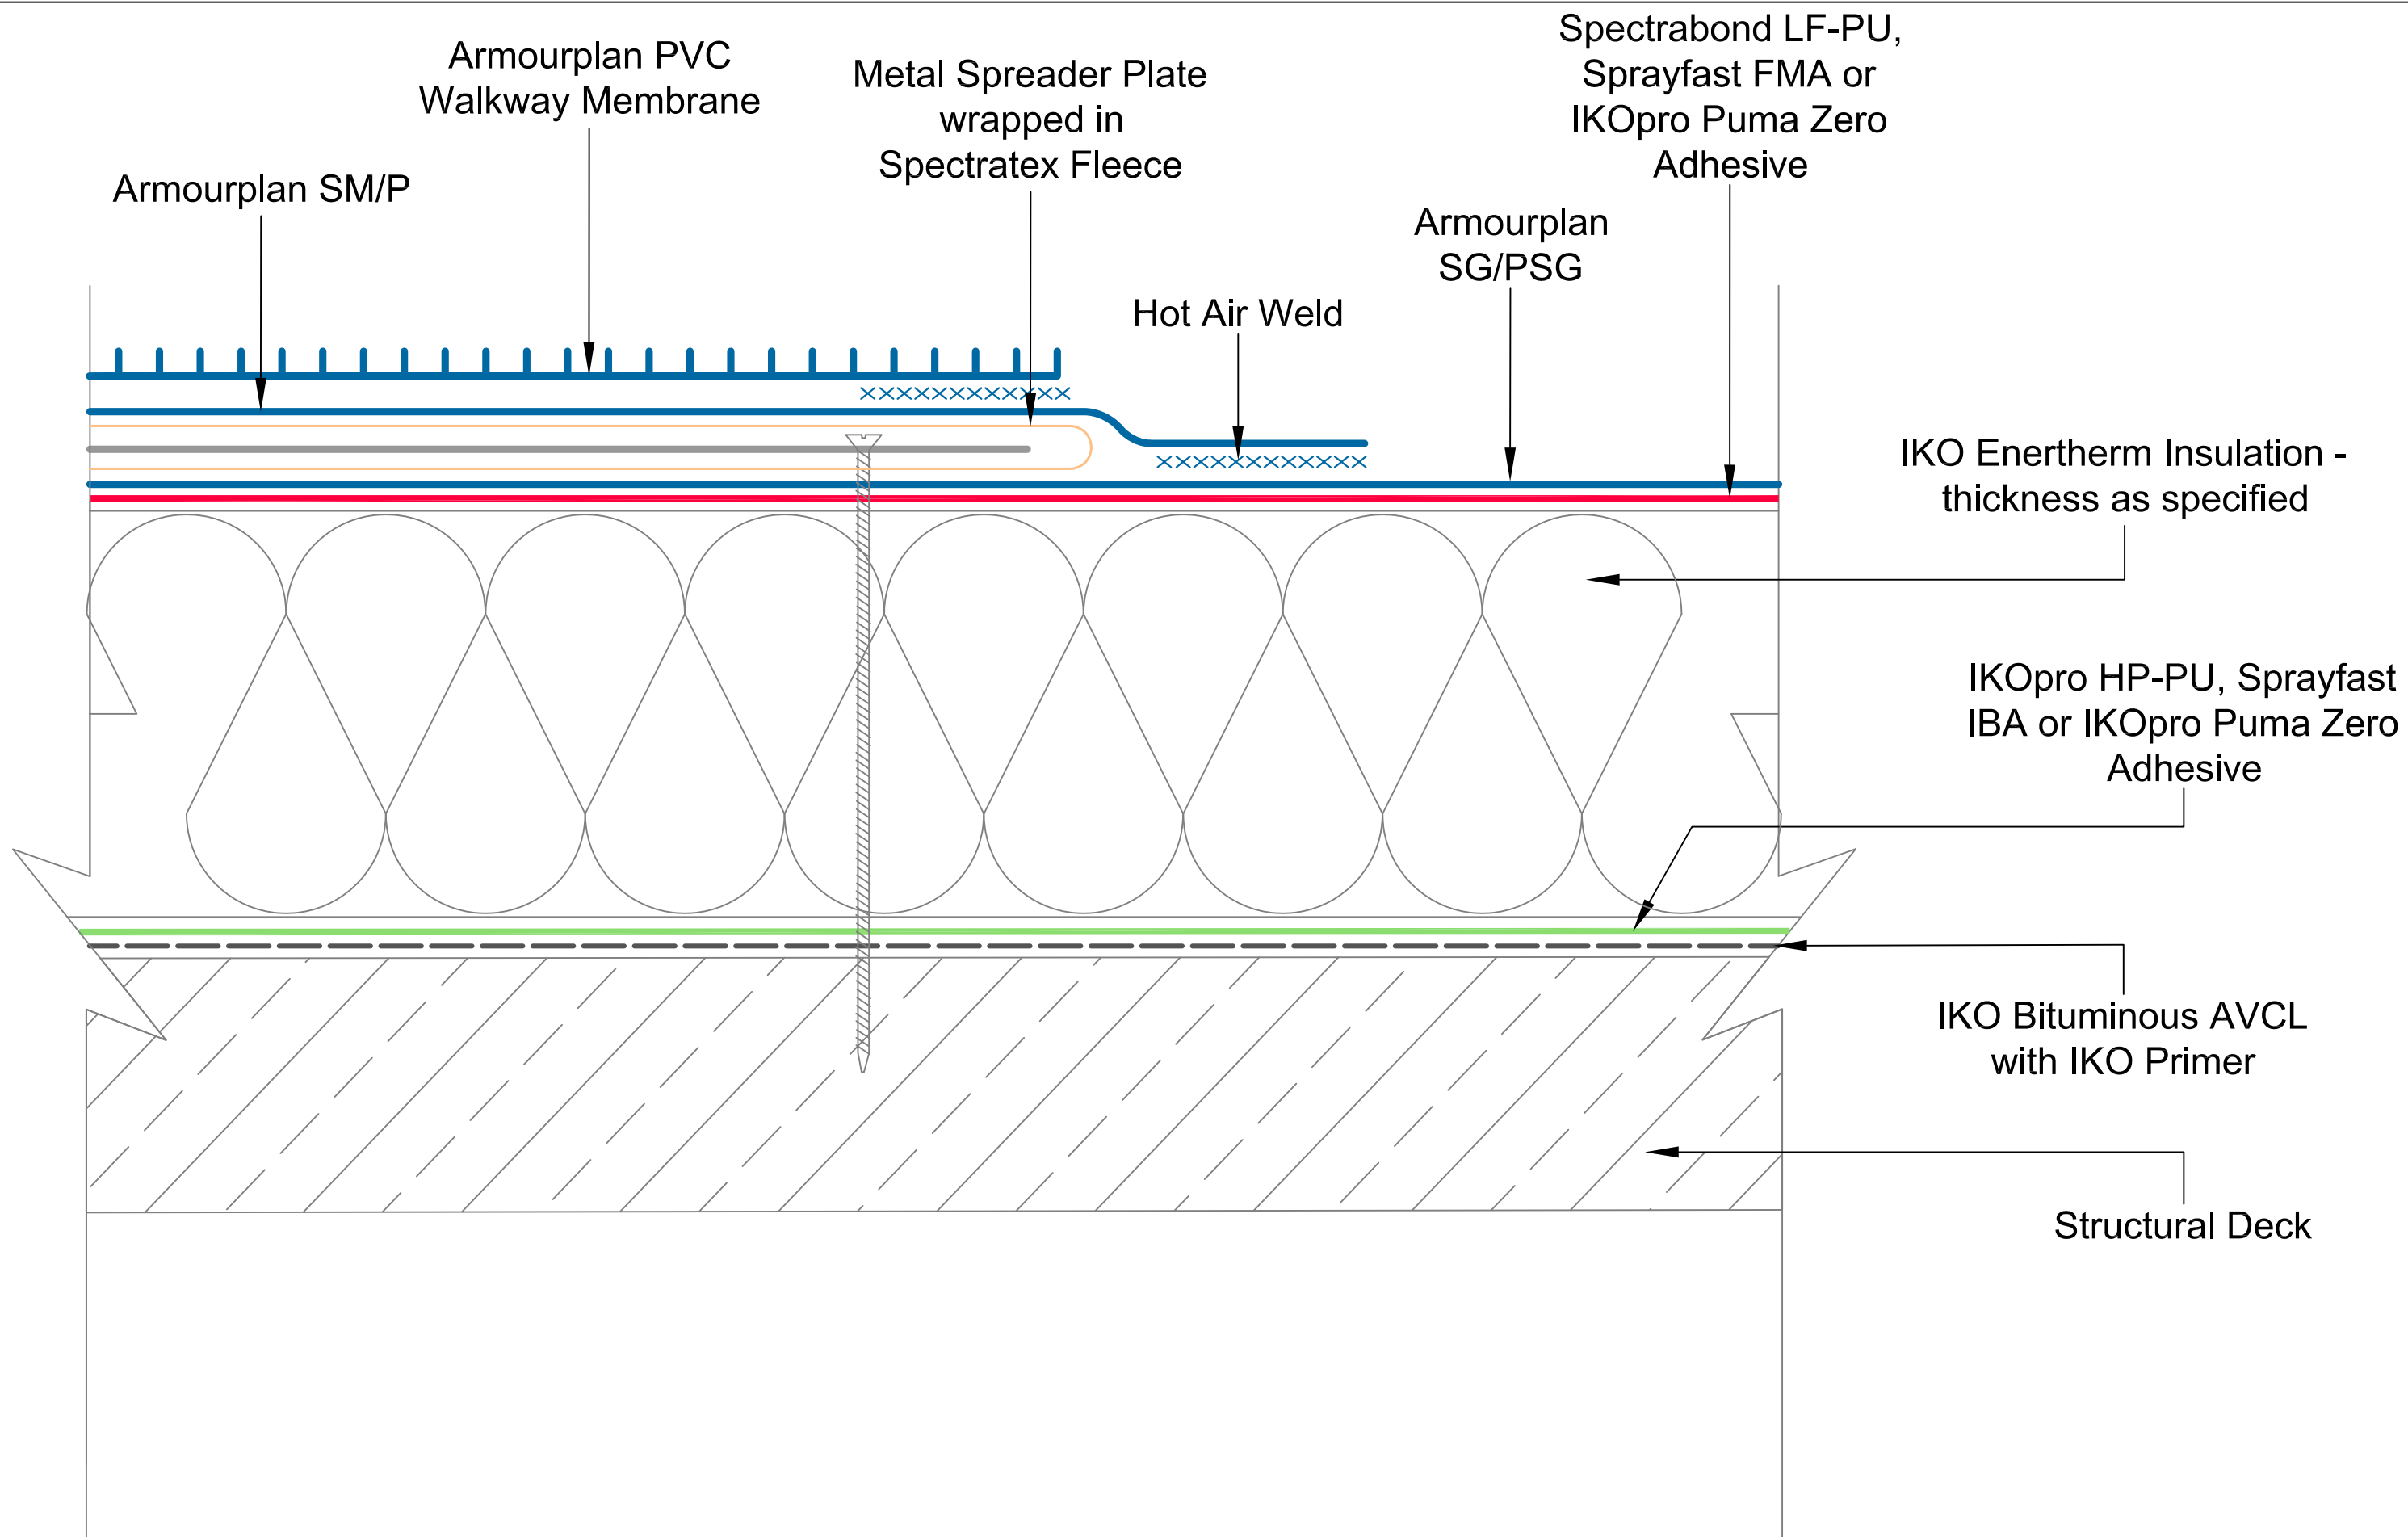 Armourplan SM/P
Armourplan PVC
Walkway Membrane
Metal Spreader Plate
wrapped in
Spectratex Fleece
Hot Air Weld
Armourplan
SG/PSG
Spectrabond LF-PU,
Sprayfast FMA or
IKOpro Puma Zero
Adhesive
IKO Enertherm Insulation -
thickness as specified
IKOpro HP-PU, Sprayfast
IBA or IKOpro Puma Zero
Adhesive
IKO Bituminous AVCL
with IKO Primer
Structural Deck